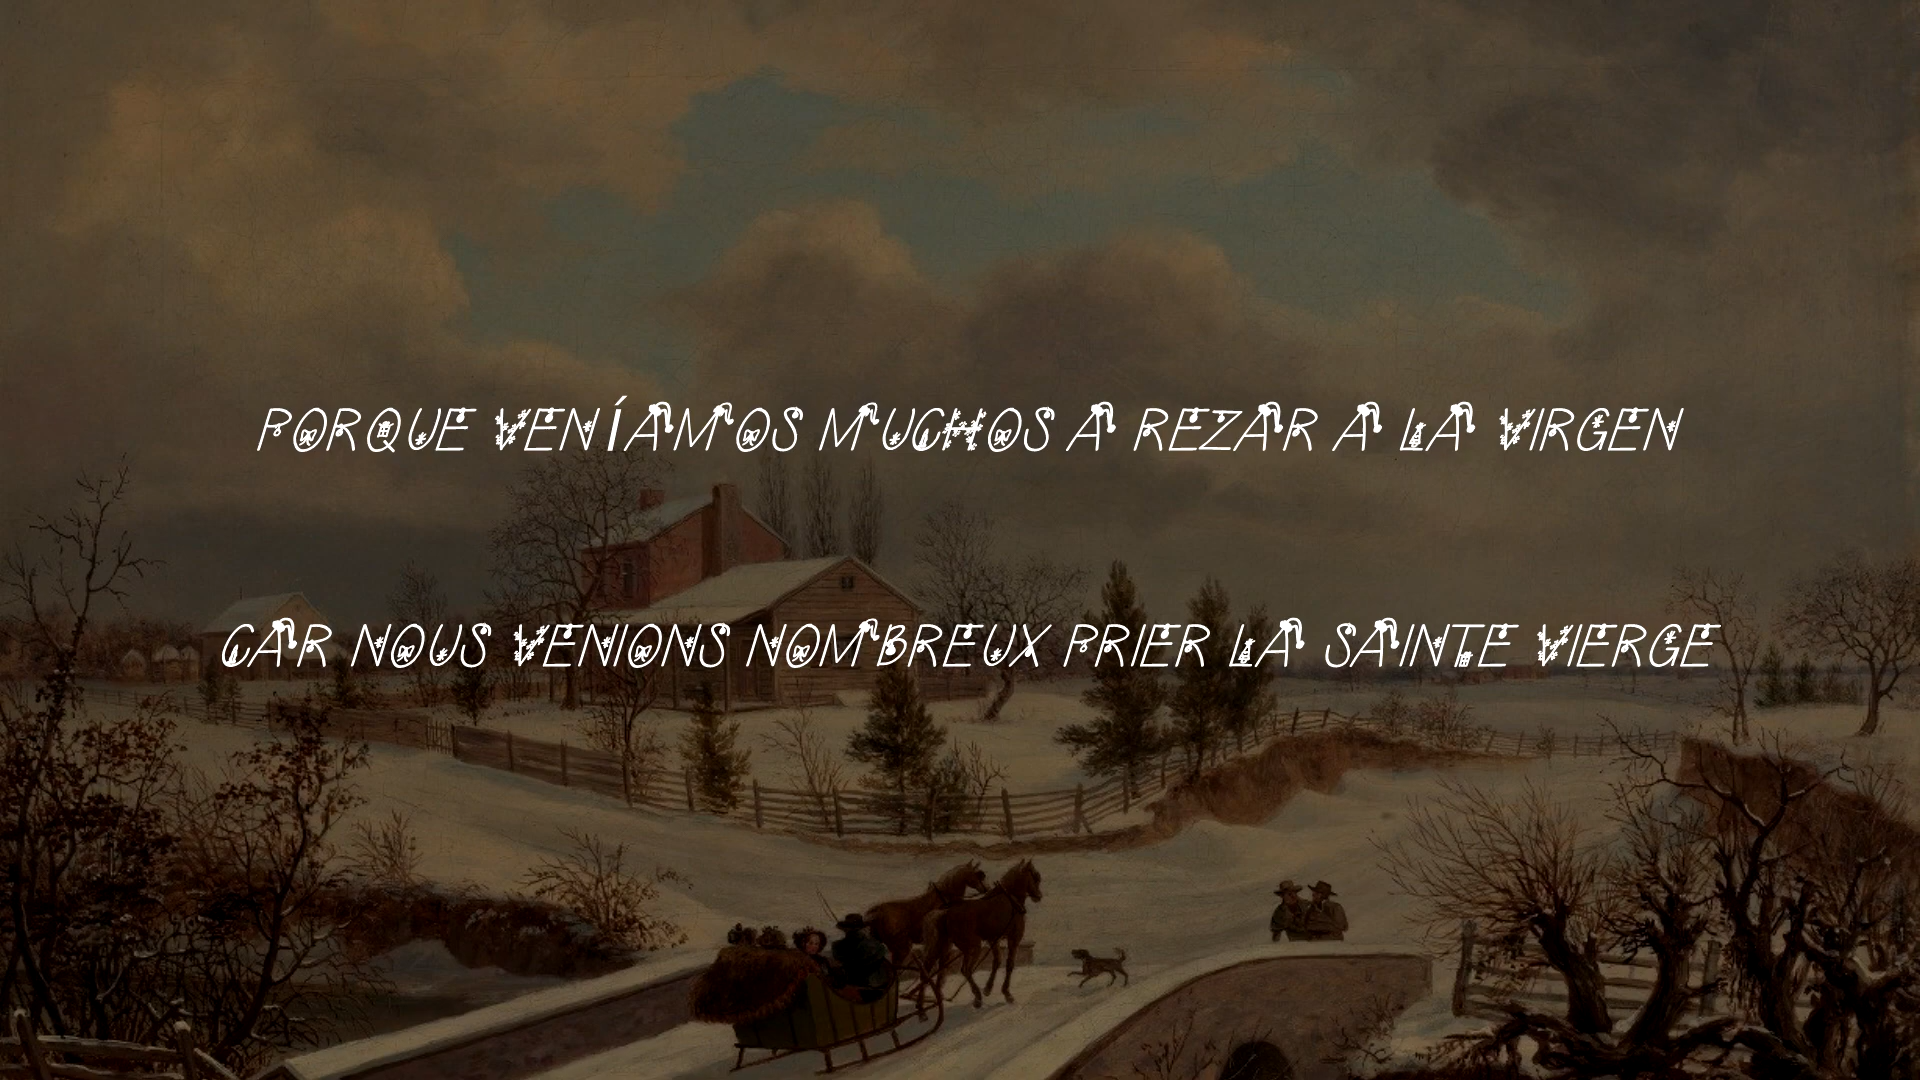 PORQUE VENÍAMOS MUCHOS A REZAR A LA VIRGEN
CAR NOUS VENIONS NOMBREUX PRIER LA SAINTE VIERGE